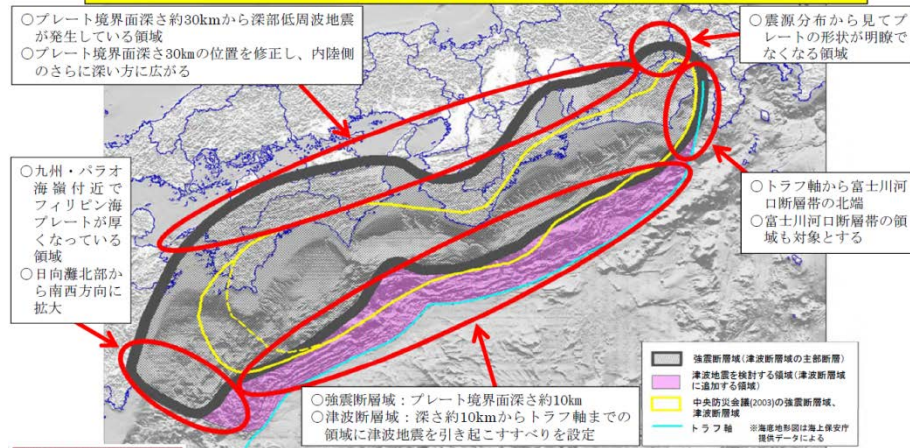 ○プレート境界面深さ約30kmから深部低周波地震
が発生している領域
○プレート境界面深さ30㎞の位置を修正し、内陸側
のさらに深い方に広がる
○震源分布から見てプ
レートの形状が明瞭で
なくなる領域
○九州・パラオ
海嶺付近で
フィリピン海
プレートが厚
くなっている
領域
○日向灘北部か
ら南西方向に
拡大
○トラフ軸から富士川河
口断層帯の北端
○富士川河口断層帯の領
域も対象とする
○強震断層域：プレート境界面深さ約10㎞
○津波断層域：深さ約10kmからトラフ軸までの
領域に津波地震を引き起こすすべりを設定
強震断層域（津波断層域の主部断層）
津波地震を検討する領域（津波断層域
に追加する領域）
中央防災会議(2003)の強震断層域、
津波断層域
トラフ軸
※海底地形図は海上保安庁
提供データによる